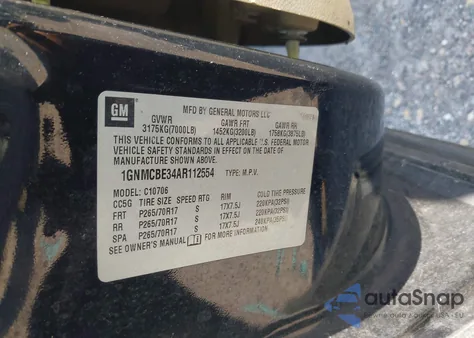 GM
MFD BY GENERAL MOTORS LLC
GVWR GAWR FRT GAWR RR
3175KG(7000LB) 1452KG(3200LB) 1758KG(3875LB)
THIS VEHICLE CONFORMS TO ALL APPLICABLE U.S. FEDERAL MOTOR
VEHICLE SAFETY STANDARDS IN EFFECT ON THE DATE OF
MANUFACTURE SHOWN ABOVE.
1GNMCBE34AR112554 TYPE: M.P.V.
MODEL: C10706
CC5G TIRE SIZE SPEED RTG RIM COLD TIRE PRESSURE
FRT P265/70R17 S 17X7.5J 220KPA(32PSI)
RR P265/70R17 S 17X7.5J 220KPA(32PSI)
SPA P265/70R17 S 17X7.5J
SEE OWNER'S MANUAL FOR MORE INFORMATION.
autoSnap